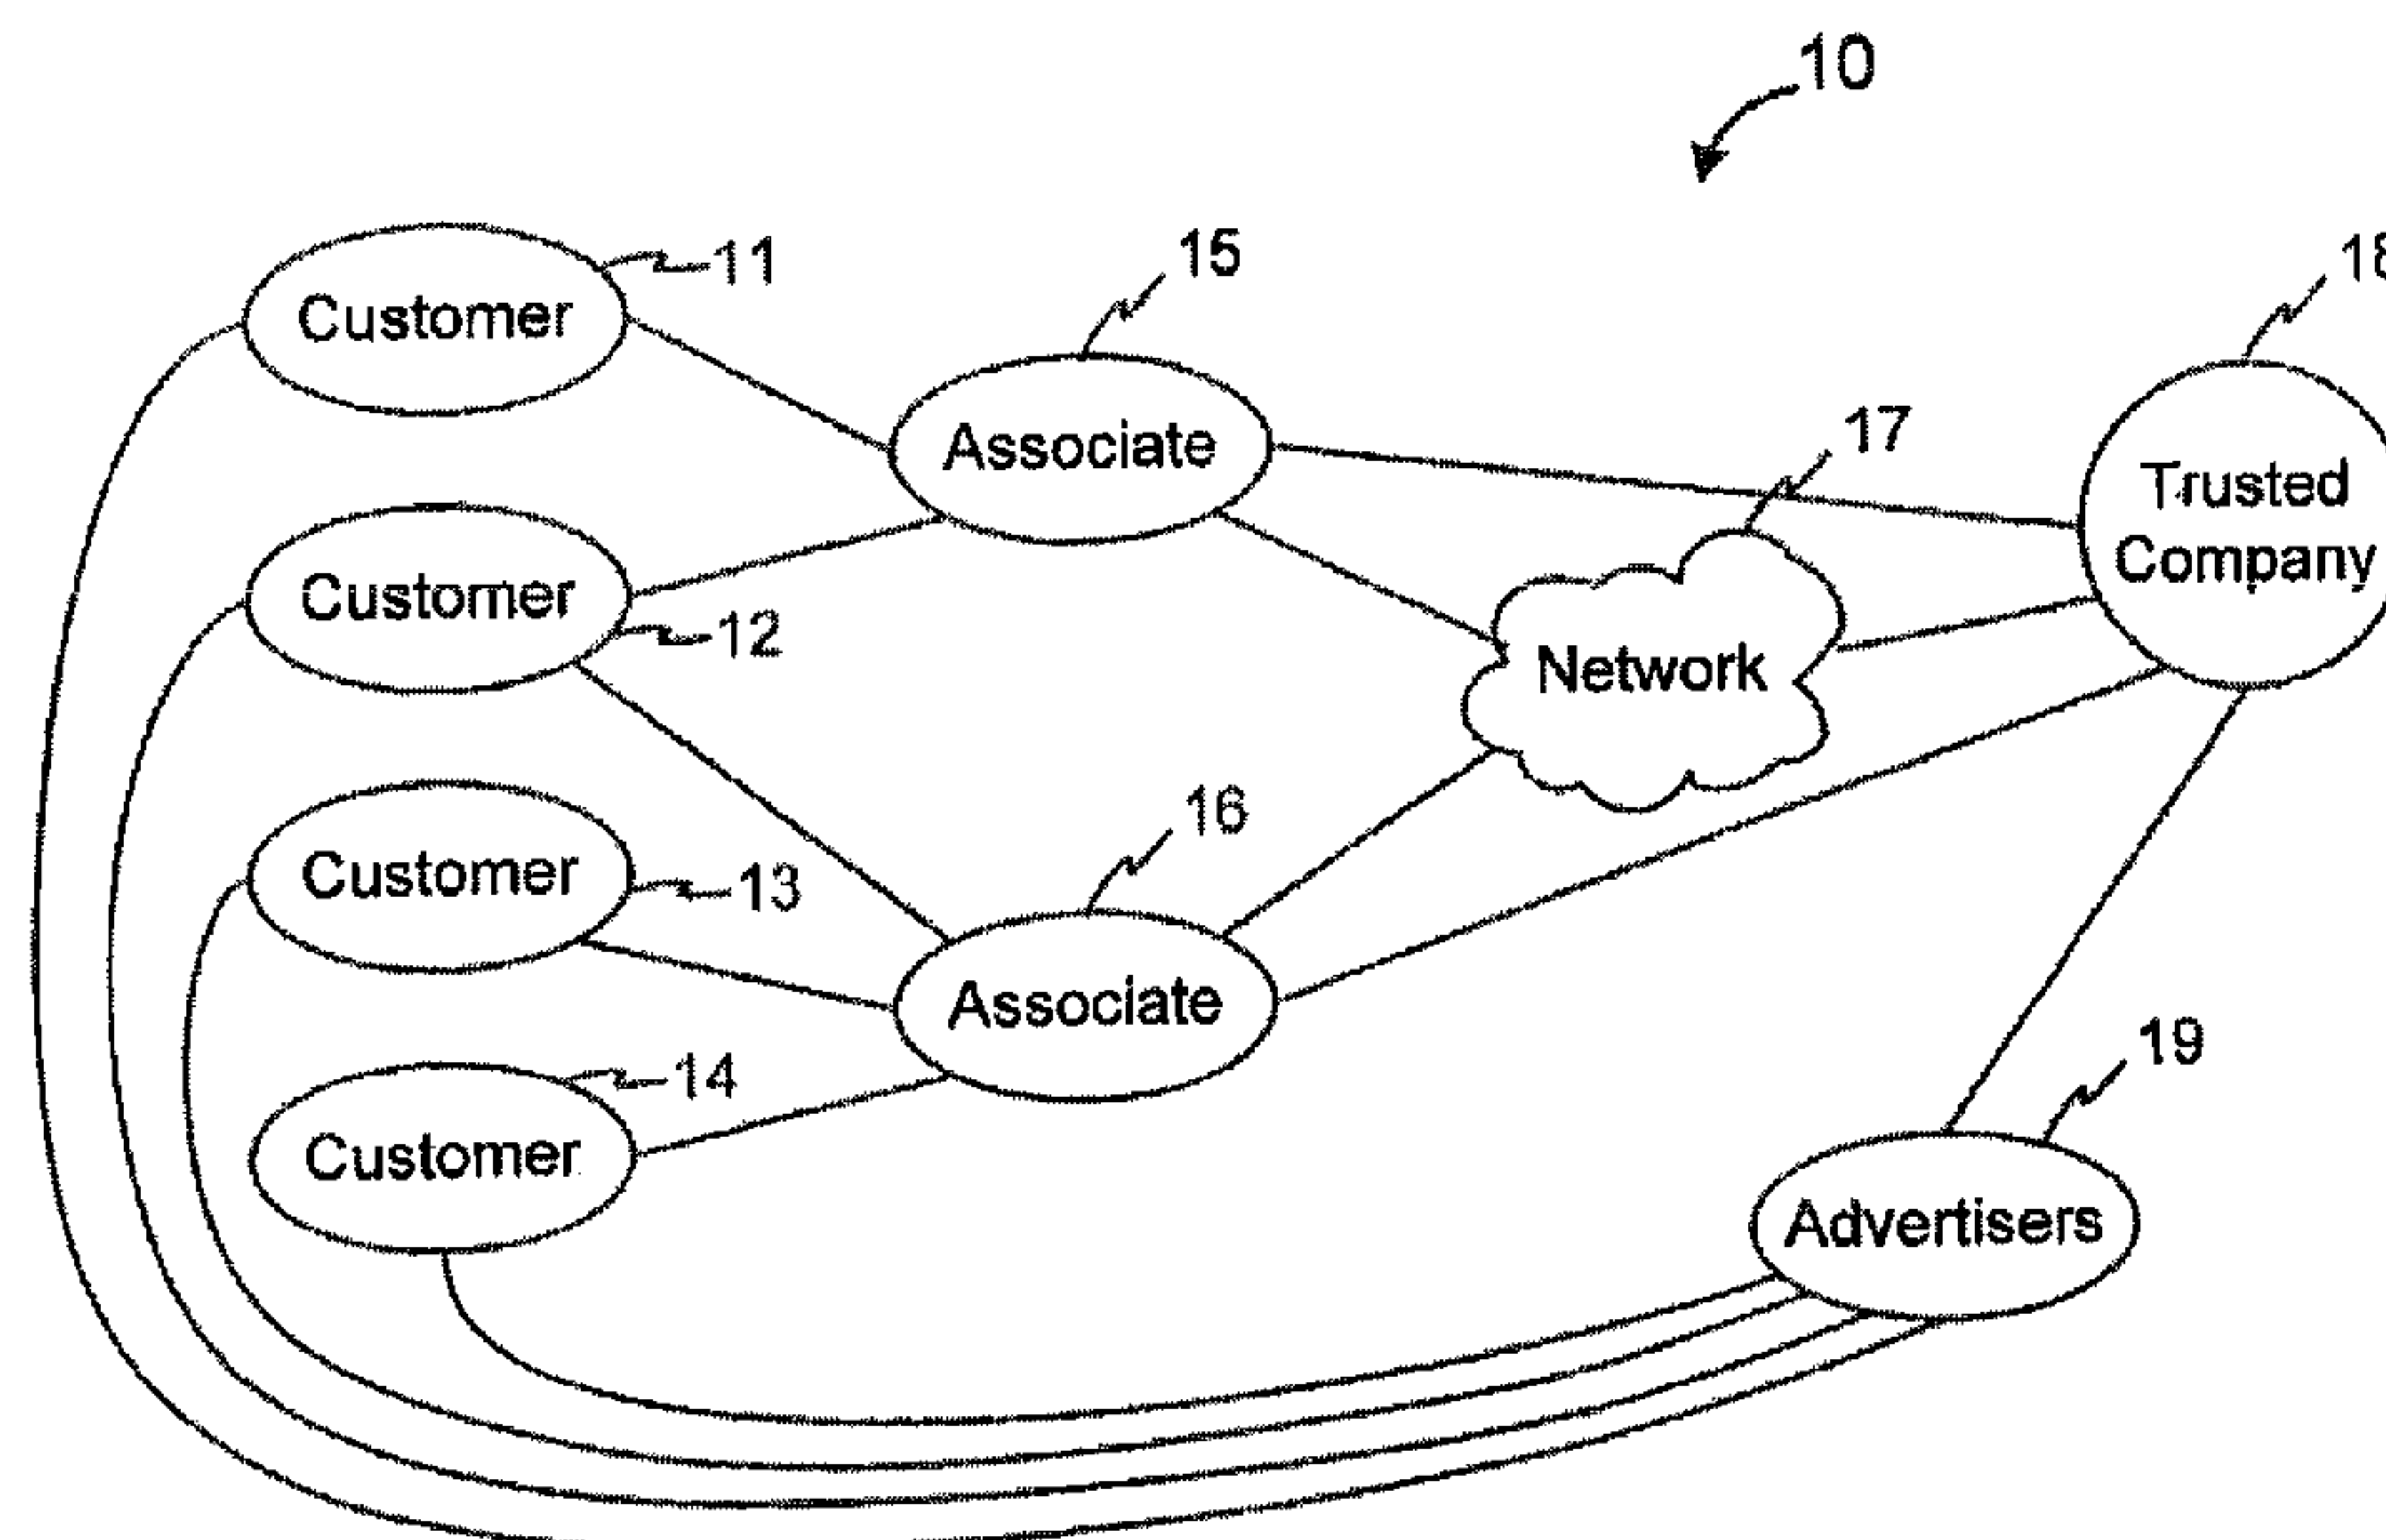 10
11
Customer
15
Associate
18
Trusted
Company
17
Network
Customer
12
Customer
13
16
Associate
14
Customer
19
Advertisers